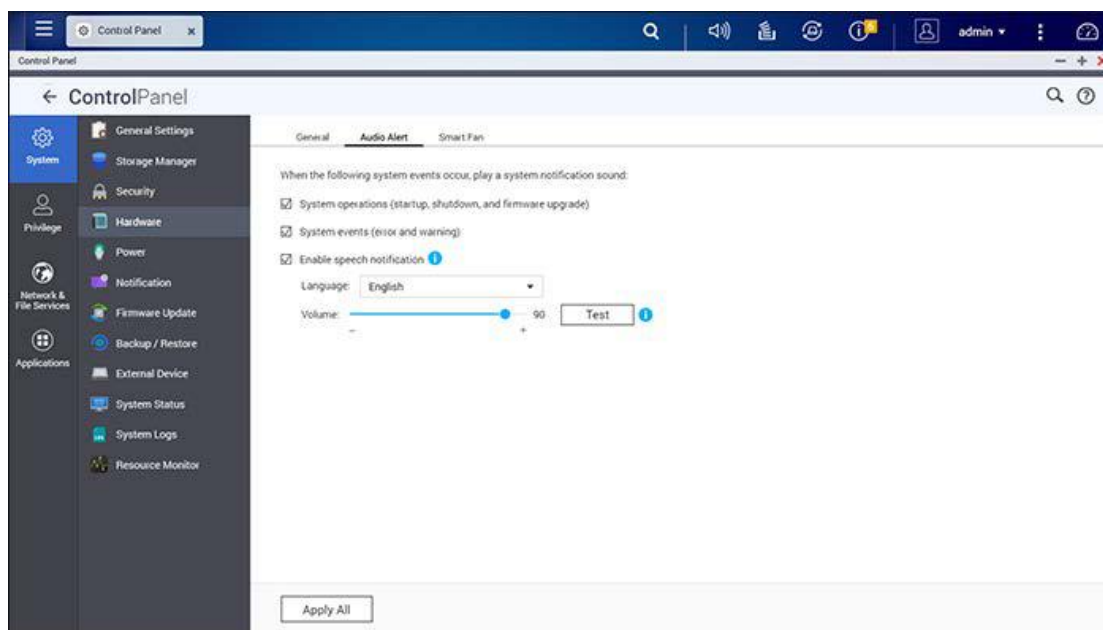 Control Panel
admin
Control Panel
ControlPanel
System
Privilege
Network &
File Services
Applications
General Settings
Storage Manager
Security
Hardware
Power
Notification
Firmware Update
Backup / Restore
External Device
System Status
System Logs
Resource Monitor
General Audio Alert Smart Fan
When the following system events occur, play a system notification sound:
System operations (startup, shutdown, and firmware upgrade)
System events (error and warning)
Enable speech notification
Language: English
Volume: 90 Test
- +
Apply All